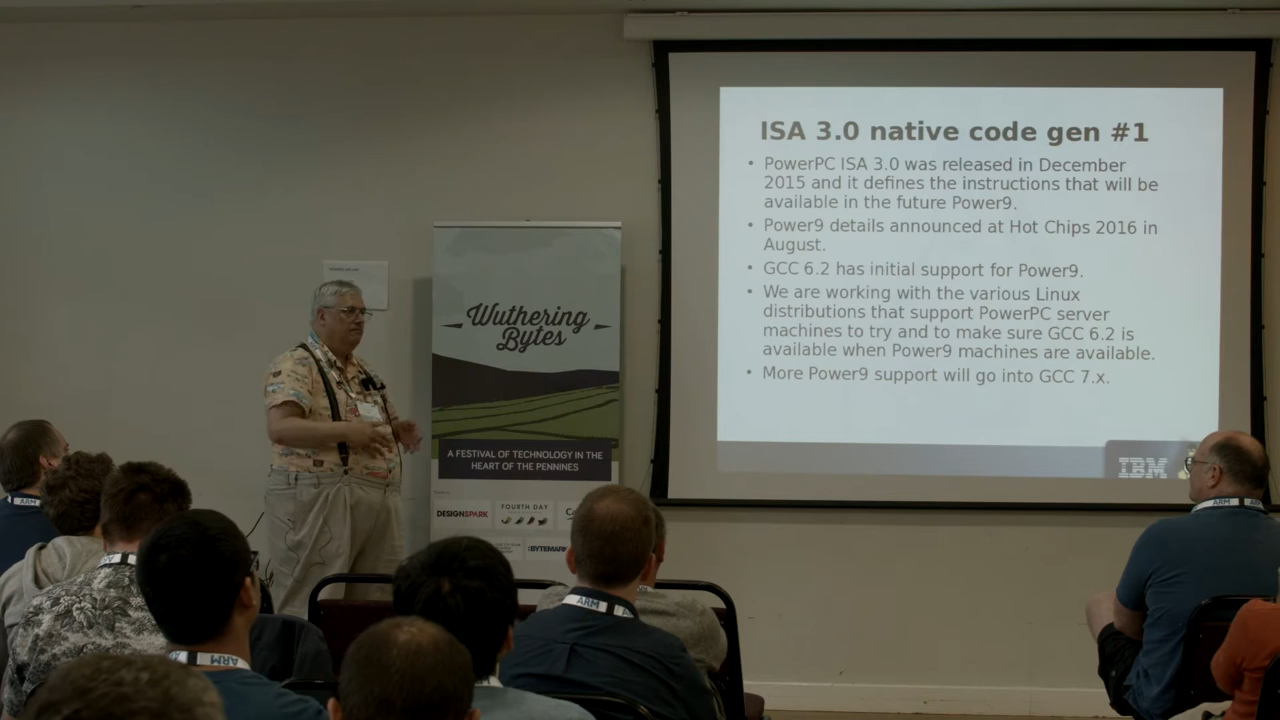 ISA 3.0 native code gen #1
• PowerPC ISA 3.0 was released in December
2015 and it defines the instructions that will be
available in the future Power9.
• Power9 details announced at Hot Chips 2016 in
August.
• GCC 6.2 has initial support for Power9.
• We are working with the various Linux
distributions that support PowerPC server
machines to try and to make sure GCC 6.2 is
available when Power9 machines are available.
• More Power9 support will go into GCC 7.x.
IBM
Wuthering
Bytes
A FESTIVAL OF TECHNOLOGY IN THE
HEART OF THE PENNINES
DESIGNSPARK
FOURTH DAY
:BYTEMARK
ARM
ARM
ARM
ARM
ARM